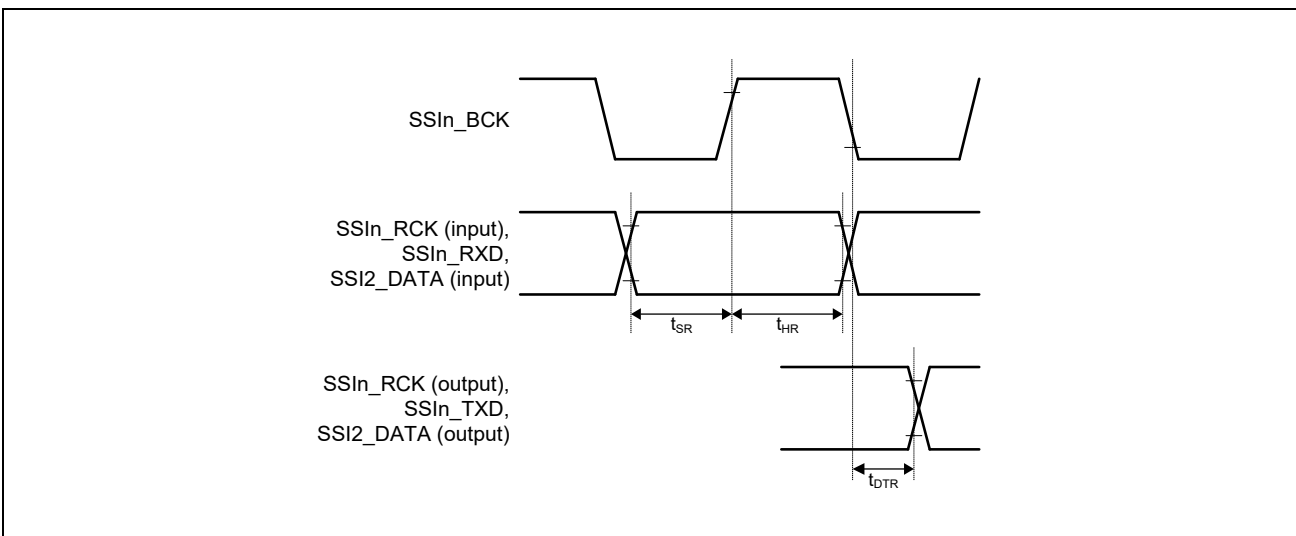 SSIn_BCK
SSIn_RCK (input),
SSIn_RXD,
SSI2_DATA (input)
tSR
tHR
SSIn_RCK (output),
SSIn_TXD,
SSI2_DATA (output)
tDTR